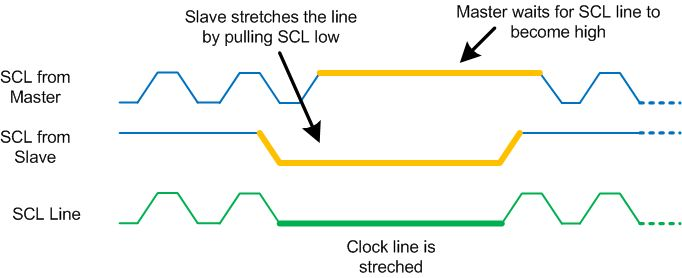 Slave stretches the line
by pulling SCL low
Master waits for SCL line to
become high
SCL from
Master
SCL from
Slave
SCL Line
Clock line is
streched